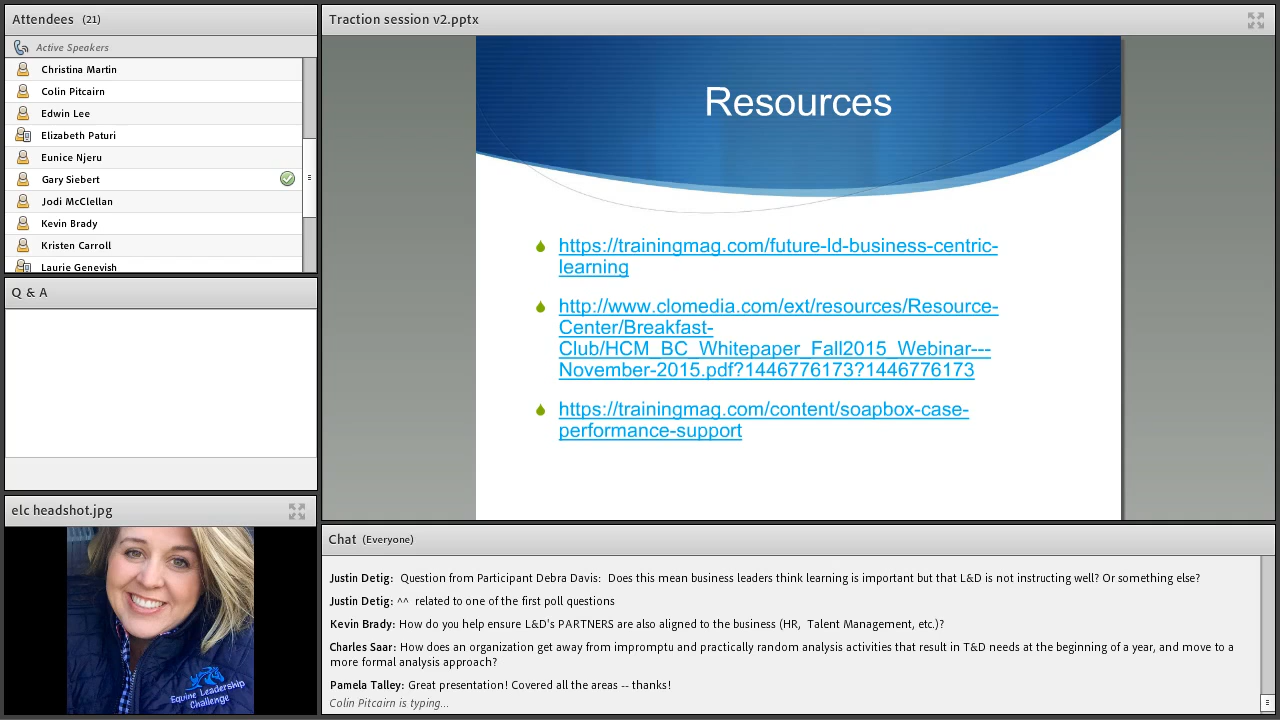 Attendees (21)
Active Speakers
Christina Martin
Colin Pitcairn
Edwin Lee
Elizabeth Paturi
Eunice Njeru
Gary Siebert
Jodi McClellan
Kevin Brady
Kristen Carroll
Laurie Genevish
Q & A
elc headshot.jpg
Equine Leadership
Challenge
Traction session v2.pptx
Resources
https://trainingmag.com/future-ld-business-centric-
learning
http://www.clomedia.com/ext/resources/Resource-
Center/Breakfast-
Club/HCM_BC_Whitepaper_Fall2015_Webinar---
November-2015.pdf?1446776173?1446776173
https://trainingmag.com/content/soapbox-case-
performance-support
Chat (Everyone)
Justin Detig: Question from Participant Debra Davis: Does this mean business leaders think learning is important but that L&D is not instructing well? Or something else?
Justin Detig: ^^ related to one of the first poll questions
Kevin Brady: How do you help ensure L&D's PARTNERS are also aligned to the business (HR, Talent Management, etc.)?
Charles Saar: How does an organization get away from impromptu and practically random analysis activities that result in T&D needs at the beginning of a year, and move to a
more formal analysis approach?
Pamela Talley: Great presentation! Covered all the areas -- thanks!
Colin Pitcairn is typing...